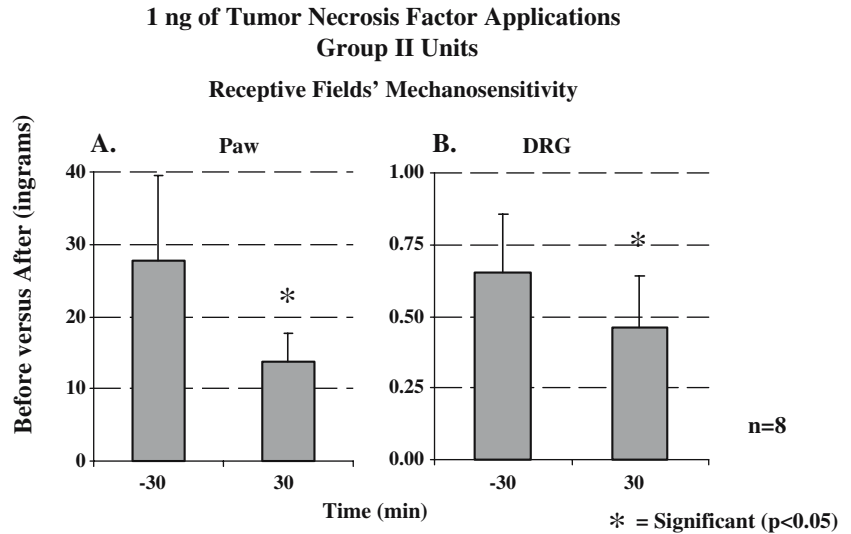 1 ng of Tumor Necrosis Factor Applications
Group II Units
Receptive Fields' Mechanosensitivity
A.
Paw
B.
DRG
Before versus After (ingrams)
40
30
20
10
0
*
-30
30
1.00
0.75
0.50
0.25
0.00
*
-30
30
n=8
Time (min)
* = Significant (p<0.05)